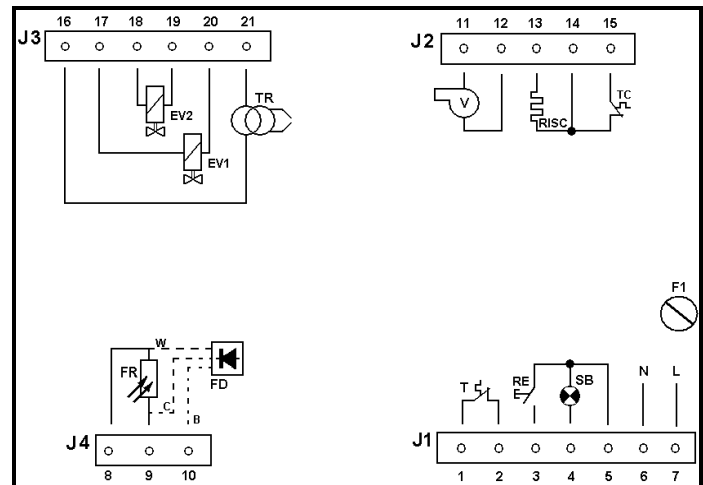 16 17 18 19 20 21
J3
EV2
EV1
TR
11 12 13 14 15
J2
V
RISC
TC
F1
W
FR
FD
C
B
J4
8 9 10
T
RE
SB
N
L
J1
1 2 3 4 5 6 7